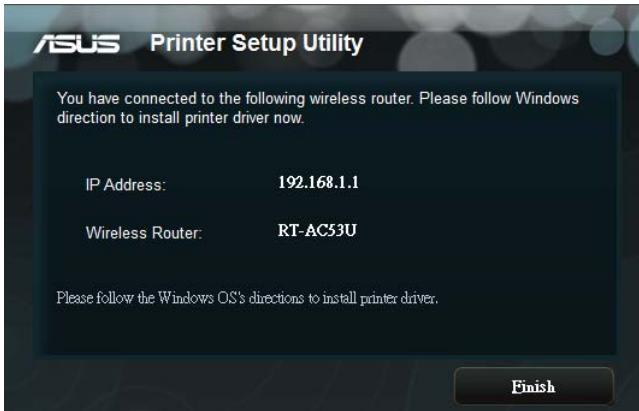 ASUS Printer Setup Utility
You have connected to the following wireless router. Please follow Windows
direction to install printer driver now.
IP Address: 192.168.1.1
Wireless Router: RT-AC53U
Please follow the Windows OS's directions to install printer driver.
Finish